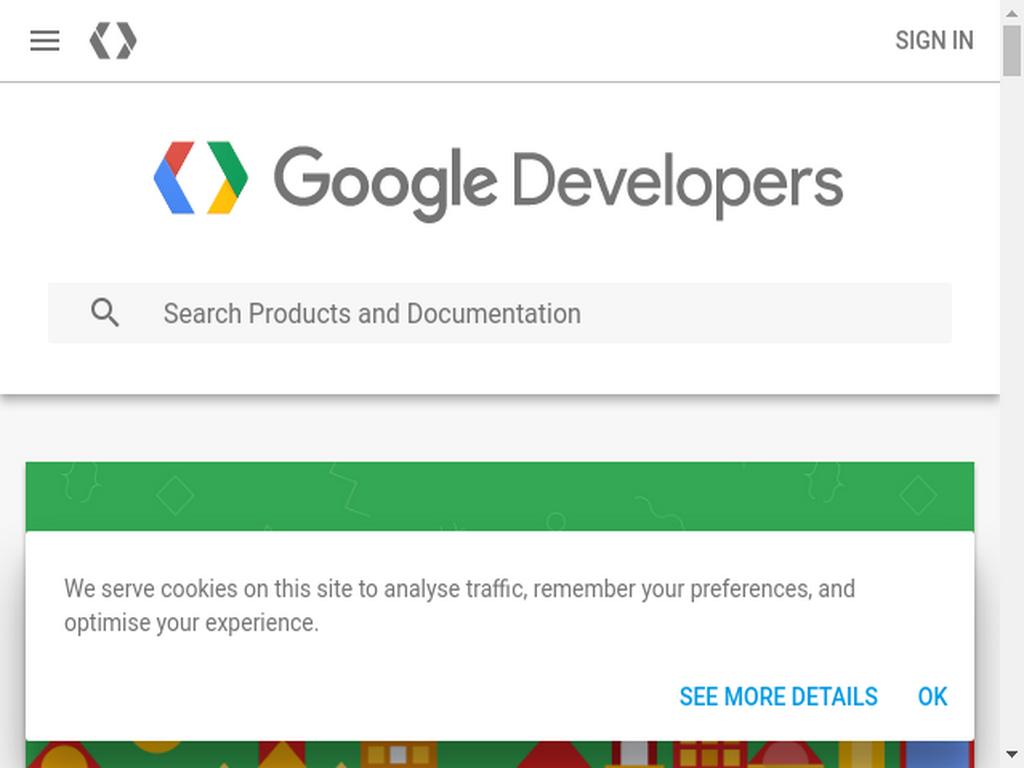 SIGN IN
Google Developers
Search Products and Documentation
We serve cookies on this site to analyse traffic, remember your preferences, and
optimise your experience.
SEE MORE DETAILS OK